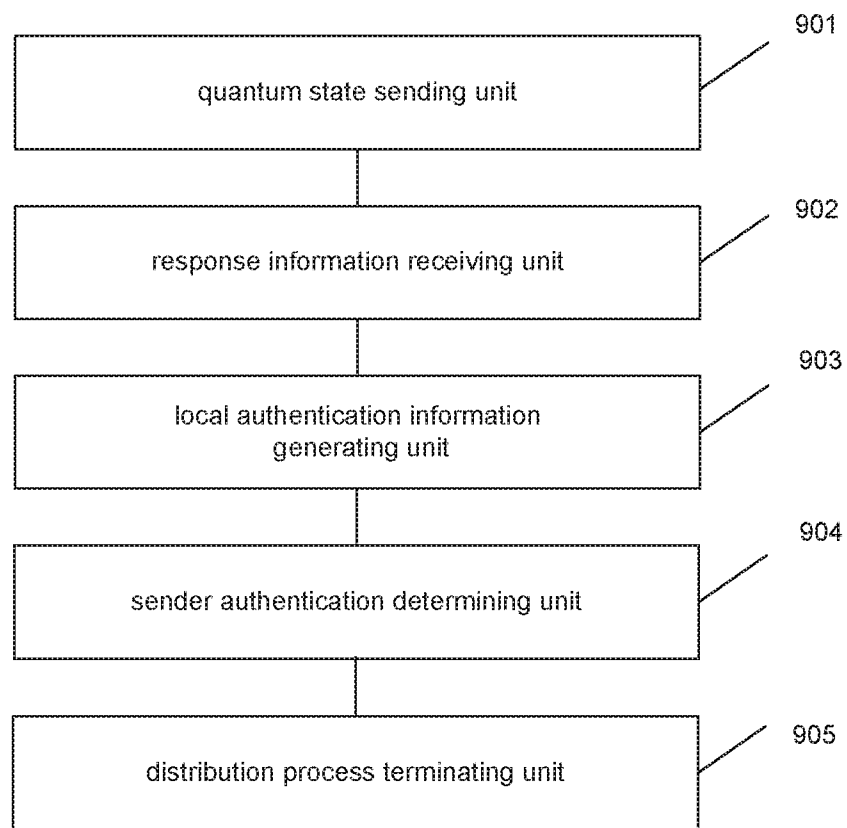 901
quantum state sending unit
902
response information receiving unit
903
local authentication information
generating unit
904
sender authentication determining unit
905
distribution process terminating unit